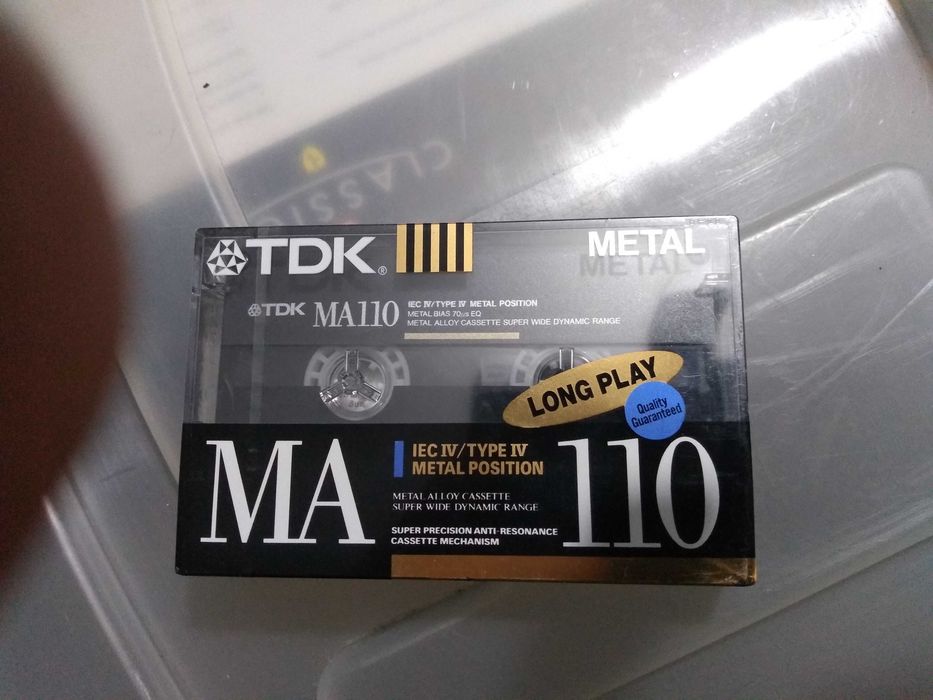 CLASSIC
TDK®
METAL
TDK MA110
IEC IV/TYPE IV METAL POSITION
METAL BIAS 70μs EQ
METAL ALLOY CASSETTE SUPER WIDE DYNAMIC RANGE
LONG PLAY
Quality
Guaranteed
MA
IEC IV/TYPE IV
METAL POSITION
METAL ALLOY CASSETTE
SUPER WIDE DYNAMIC RANGE
SUPER PRECISION ANTI-RESONANCE
CASSETTE MECHANISM
110